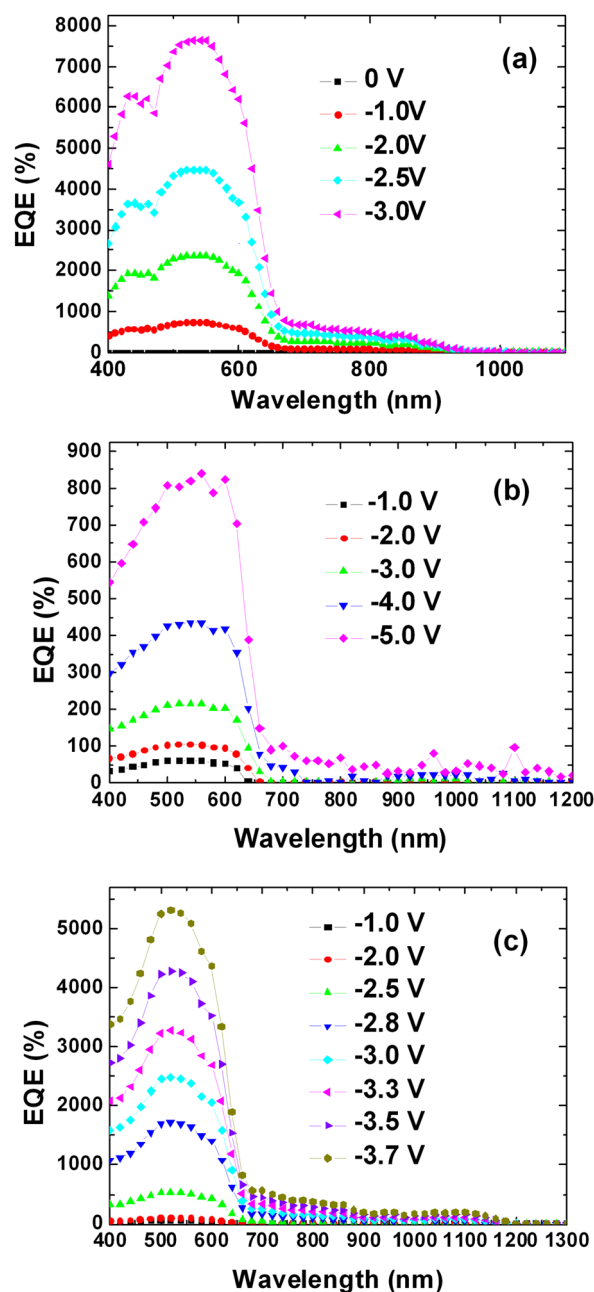 (a)
0 V
-1.0V
-2.0V
-2.5V
-3.0V
EQE (%)
8000
7000
6000
5000
4000
3000
2000
1000
0
400 600 800 1000
Wavelength (nm)
(b)
-1.0 V
-2.0 V
-3.0 V
-4.0 V
-5.0 V
EQE (%)
900
800
700
600
500
400
300
200
100
0
400 500 600 700 800 900 1000 1100 1200
Wavelength (nm)
(c)
-1.0 V
-2.0 V
-2.5 V
-2.8 V
-3.0 V
-3.3 V
-3.5 V
-3.7 V
EQE (%)
5000
4000
3000
2000
1000
0
400 500 600 700 800 900 1000 1100 1200 1300
Wavelength (nm)